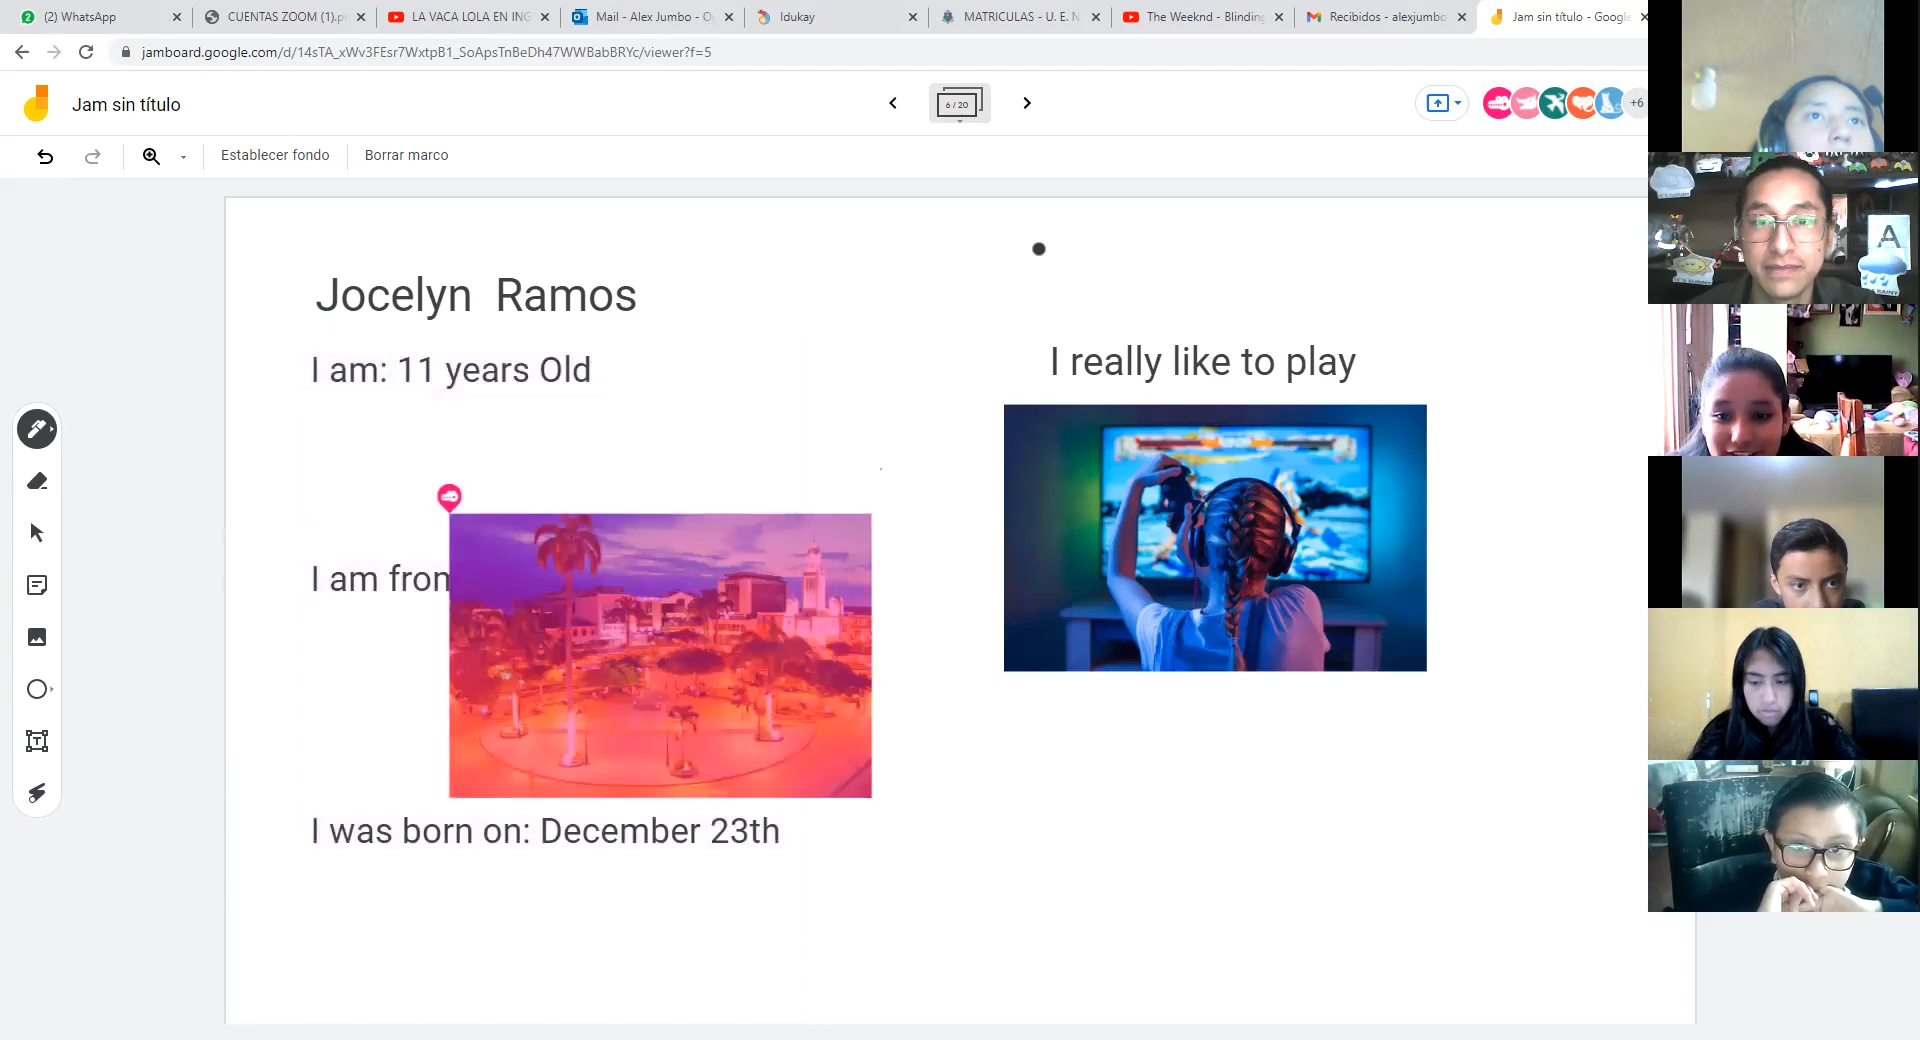 (2) WhatsApp
CUENTAS ZOOM (1).p
LA VACA LOLA EN ING
Mail - Alex Jumbo - O
Idukay
MATRICULAS - U. E. N
The Weeknd - Blinding
Recibidos - alexjumbo
Jam sin título - Google
jamboard.google.com/d/14sTA_xWv3FEsr7WxtpB1_SoApsTnBeDh47WWBabBRYc/viewer?f=5
Jam sin título
6 / 20
+6
Establecer fondo
Borrar marco
Jocelyn Ramos
I am: 11 years Old
I really like to play
I am from
I was born on: December 23th
A
RAINY